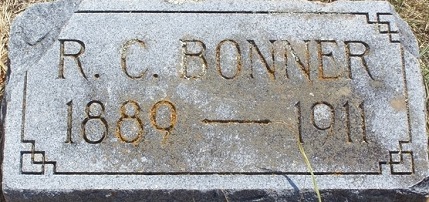 R. C. BONNER
1889 — 1911